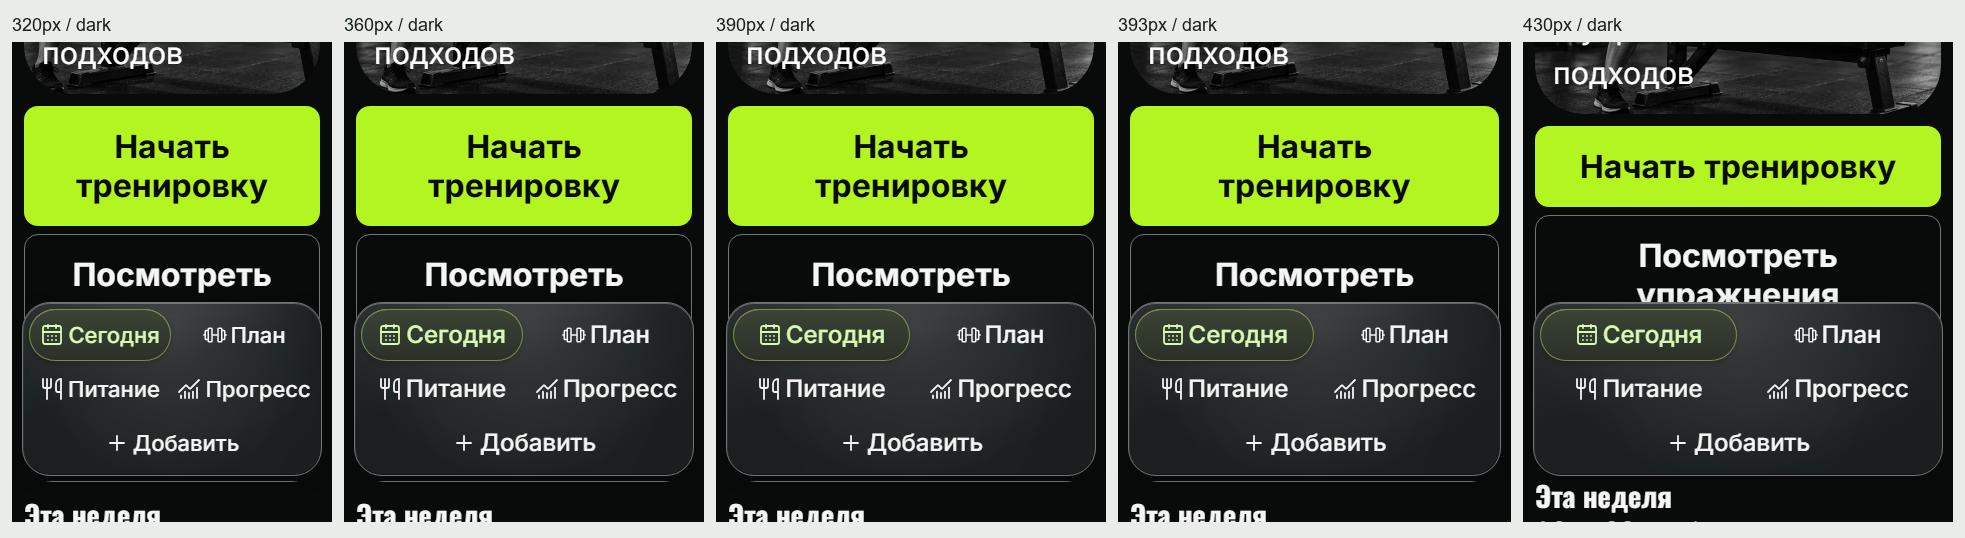 320px / dark
подходов
Начать
тренировку
Посмотреть
Сегодня
План
Питание
Прогресс
+ Добавить
Эта неделя
360px / dark
подходов
Начать
тренировку
Посмотреть
Сегодня
План
Питание
Прогресс
+ Добавить
Эта неделя
390px / dark
подходов
Начать
тренировку
Посмотреть
Сегодня
План
Питание
Прогресс
+ Добавить
Эта неделя
393px / dark
подходов
Начать
тренировку
Посмотреть
Сегодня
План
Питание
Прогресс
+ Добавить
Эта неделя
430px / dark
подходов
Начать тренировку
Посмотреть
упражнения
Сегодня
План
Питание
Прогресс
+ Добавить
Эта неделя